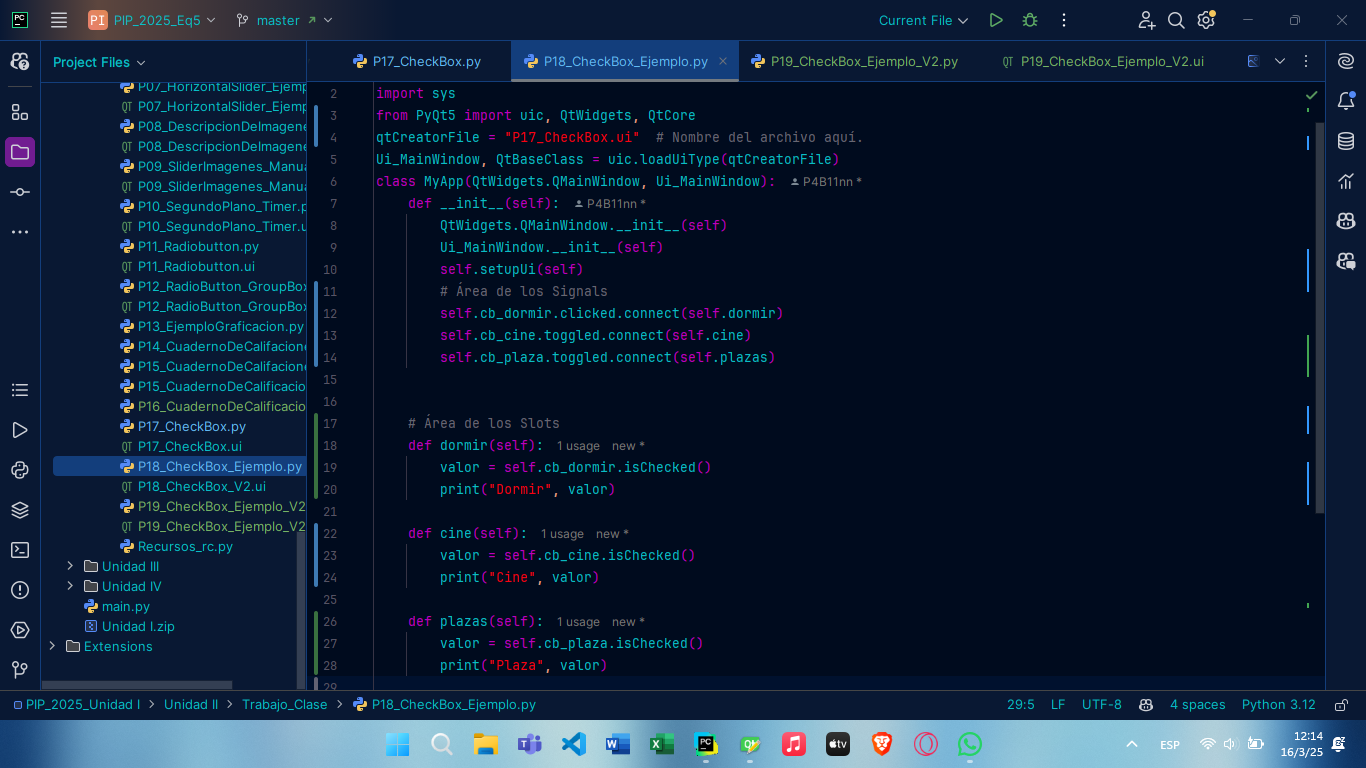 PC PI PIP_2025_Eq5 master Current File
Project Files
P17_CheckBox.py P18_CheckBox_Ejemplo.py P19_CheckBox_Ejemplo_V2.py P19_CheckBox_Ejemplo_V2.ui
P07_HorizontalSlider_Ejemp
P07_HorizontalSlider_Ejemp
P08_DescripcionDeImagene
P08_DescripcionDeImagene
P09_SliderImagenes_Manua
P09_SliderImagenes_Manua
P10_SegundoPlano_Timer.p
P10_SegundoPlano_Timer.u
P11_Radiobutton.py
P11_Radiobutton.ui
P12_RadioButton_GroupBox
P12_RadioButton_GroupBox
P13_EjemploGraficacion.py
P14_CuadernoDeCalifacione
P15_CuadernoDeCalifacione
P15_CuadernoDeCalificacio
P16_CuadernoDeCalificacio
P17_CheckBox.py
P17_CheckBox.ui
P18_CheckBox_Ejemplo.py
P18_CheckBox_V2.ui
P19_CheckBox_Ejemplo_V2
P19_CheckBox_Ejemplo_V2
Recursos_rc.py
Unidad III
Unidad IV
main.py
Unidad I.zip
Extensions
2 import sys
3 from PyQt5 import uic, QtWidgets, QtCore
4 qtCreatorFile = "P17_CheckBox.ui"  # Nombre del archivo aquí.
5 Ui_MainWindow, QtBaseClass = uic.loadUiType(qtCreatorFile)
6 class MyApp(QtWidgets.QMainWindow, Ui_MainWindow): P4B11nn *
7 def __init__(self): P4B11nn *
8 QtWidgets.QMainWindow.__init__(self)
9 Ui_MainWindow.__init__(self)
10 self.setupUi(self)
11 # Área de los Signals
12 self.cb_dormir.clicked.connect(self.dormir)
13 self.cb_cine.toggled.connect(self.cine)
14 self.cb_plaza.toggled.connect(self.plazas)
15
16
17 # Área de los Slots
18 def dormir(self): 1 usage new *
19 valor = self.cb_dormir.isChecked()
20 print("Dormir", valor)
21
22 def cine(self): 1 usage new *
23 valor = self.cb_cine.isChecked()
24 print("Cine", valor)
25
26 def plazas(self): 1 usage new *
27 valor = self.cb_plaza.isChecked()
28 print("Plaza", valor)
29
PIP_2025_Unidad I > Unidad II > Trabajo_Clase > P18_CheckBox_Ejemplo.py 29:5 LF UTF-8 4 spaces Python 3.12
ESP 12:14
16/3/25